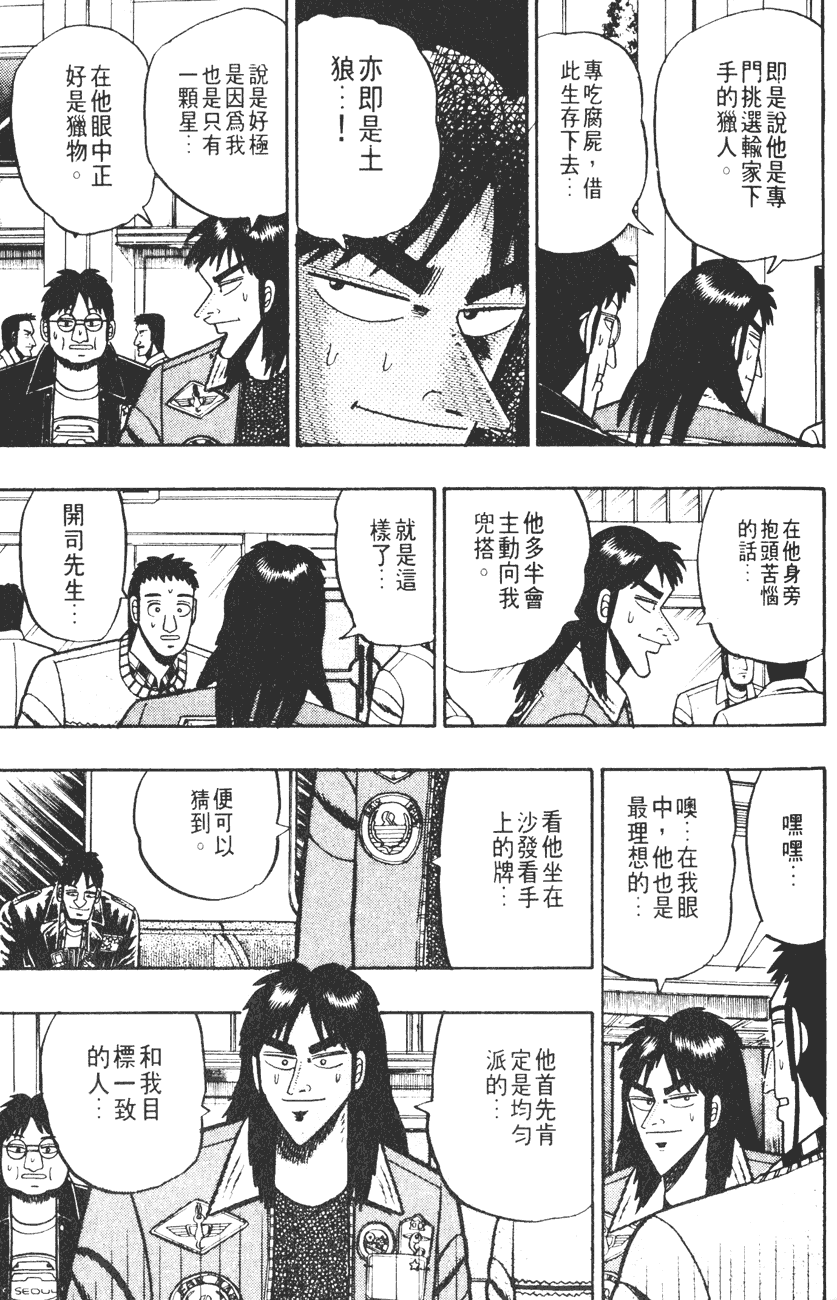 即是說他是專
門挑選輸家下
手的獵人。
專吃腐屍，借
此生存下去…
亦即是土
狼…！
說是好極
是因爲我
也是只有
一顆星…
在他眼中正
好是獵物。
在他身旁
抱頭苦惱
的話…
他多半會
主動向我
兜搭。
就是這
樣了…
開司先生…
嘿嘿…
噢…在我眼
中，他也是
最理想的…
看他坐在
沙發看手
上的牌…
便可以
猜到。
他首先肯
定是均勻
派的…
和我目
標一致
的人…
SEOUL